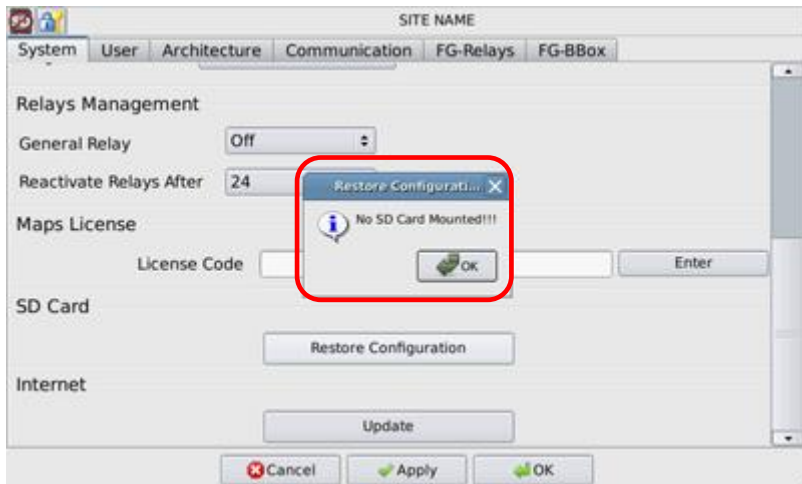 SITE NAME
System User Architecture Communication FG-Relays FG-BBox
Relays Management
General Relay Off
Reactivate Relays After 24
Restore Configurati...
No SD Card Mounted!!!
OK
Maps License
License Code Enter
SD Card
Restore Configuration
Internet
Update
Cancel Apply OK